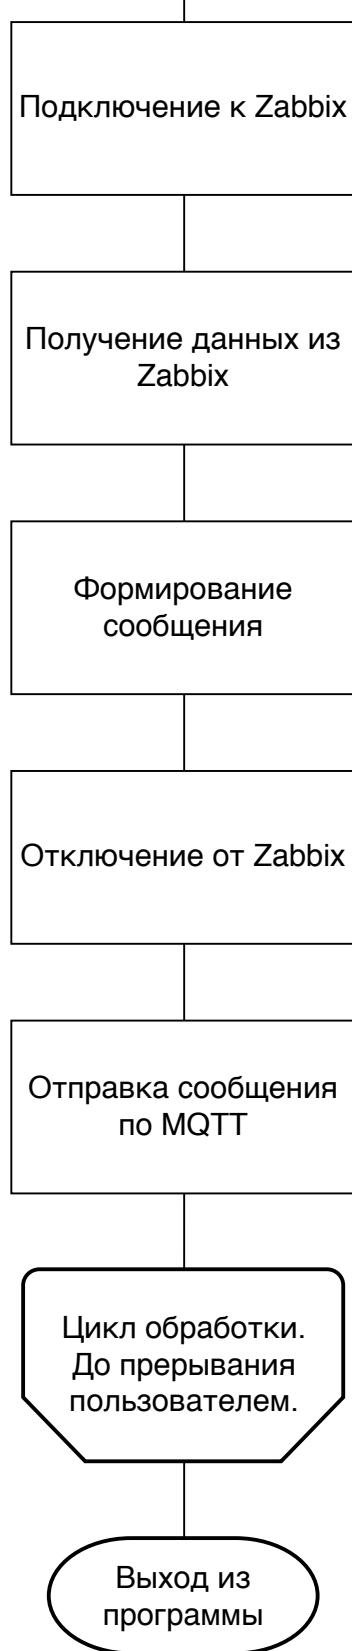 Подключение к Zabbix
Получение данных из
Zabbix
Формирование
сообщения
Отключение от Zabbix
Отправка сообщения
по MQTT
Цикл обработки.
До прерывания
пользователем.
Выход из
программы